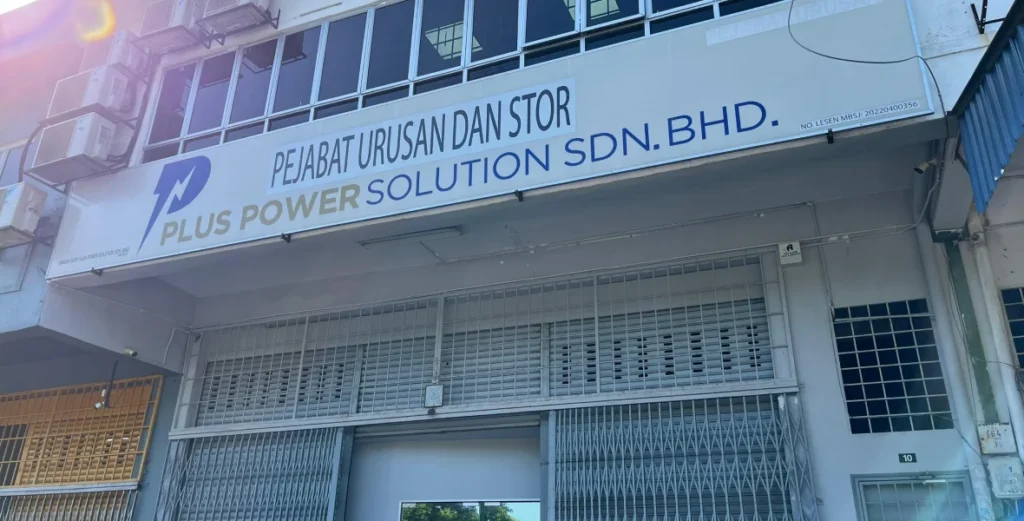 PEJABAT URUSAN DAN STOR
PLUS POWER SOLUTION SDN. BHD.
NO. LESEN MBSJ: 20220400356
10